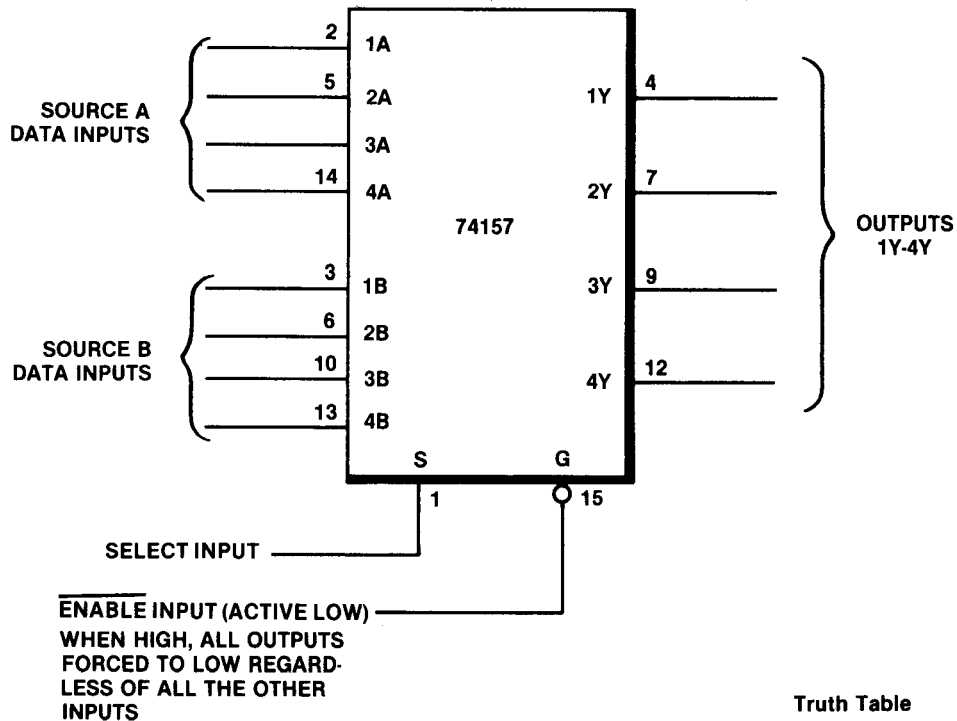 2
1A
5
2A
SOURCE A
DATA INPUTS
3A
14
4A
1Y
4
2Y
7
74157
OUTPUTS
1Y-4Y
3
1B
6
2B
SOURCE B
DATA INPUTS
10
3B
13
4B
3Y
9
4Y
12
S
G
1
15
SELECT INPUT
ENABLE INPUT (ACTIVE LOW)
WHEN HIGH, ALL OUTPUTS
FORCED TO LOW REGARD-
LESS OF ALL THE OTHER
INPUTS
Truth Table